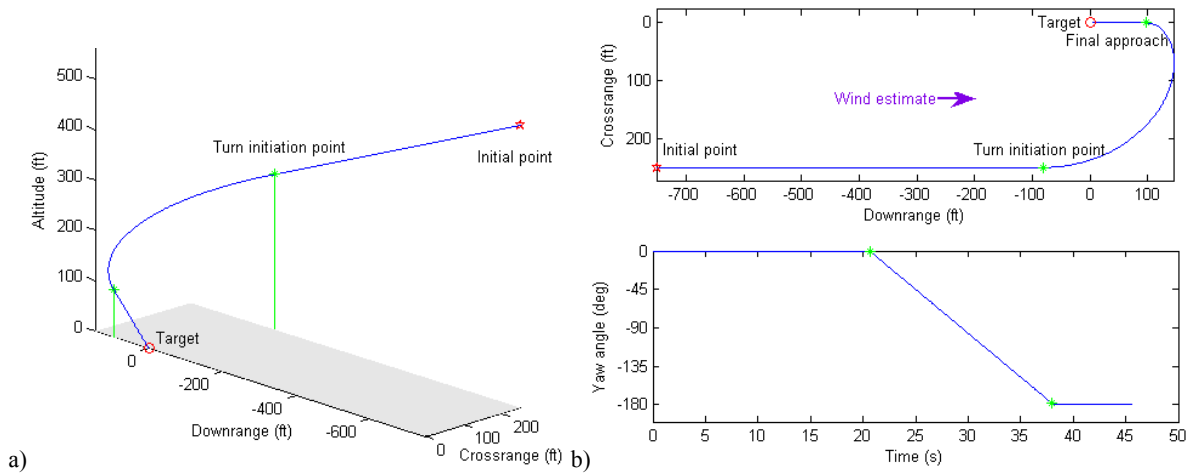 500
400
300
200
100
0
Altitude (ft)
Turn initiation point
Initial point
Target
0
-200
-400
-600
Downrange (ft)
0
100
200
Crossrange (ft)
a)
0
100
200
Crossrange (ft)
Target
Final approach
Wind estimate
Initial point
Turn initiation point
-700 -600 -500 -400 -300 -200 -100 0 100
Downrange (ft)
0
-45
-90
-135
-180
Yaw angle (deg)
0 5 10 15 20 25 30 35 40 45 50
Time (s)
b)